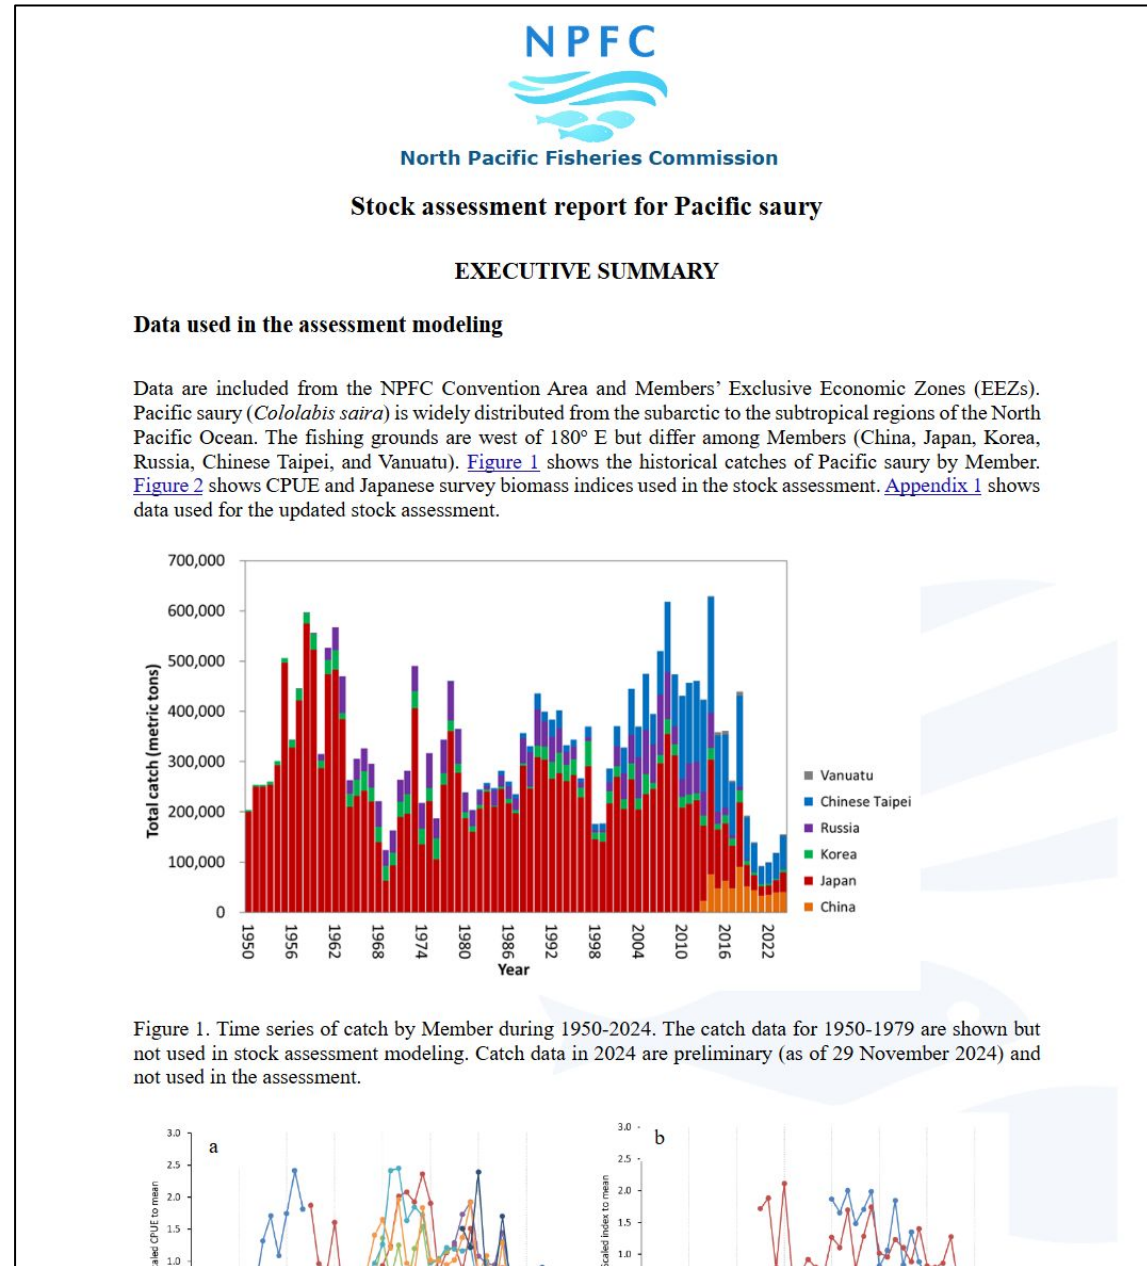 NPFC
North Pacific Fisheries Commission
Stock assessment report for Pacific saury
EXECUTIVE SUMMARY
Data used in the assessment modeling
Data are included from the NPFC Convention Area and Members' Exclusive Economic Zones (EEZs).
Pacific saury (Cololabis saira) is widely distributed from the subarctic to the subtropical regions of the North
Pacific Ocean. The fishing grounds are west of 180° E but differ among Members (China, Japan, Korea,
Russia, Chinese Taipei, and Vanuatu). Figure 1 shows the historical catches of Pacific saury by Member.
Figure 2 shows CPUE and Japanese survey biomass indices used in the stock assessment. Appendix 1 shows
data used for the updated stock assessment.
Total catch (metric tons)
700,000
600,000
500,000
400,000
300,000
200,000
100,000
0
1950
1956
1962
1968
1974
1980
1986
1992
1998
2004
2010
2016
2022
Year
Vanuatu
Chinese Taipei
Russia
Korea
Japan
China
Figure 1. Time series of catch by Member during 1950-2024. The catch data for 1950-1979 are shown but
not used in stock assessment modeling. Catch data in 2024 are preliminary (as of 29 November 2024) and
not used in the assessment.
a
CPUE to mean
3.0
2.5
2.0
1.5
1.0
b
Scaled index to mean
3.0
2.5
2.0
1.5
1.0